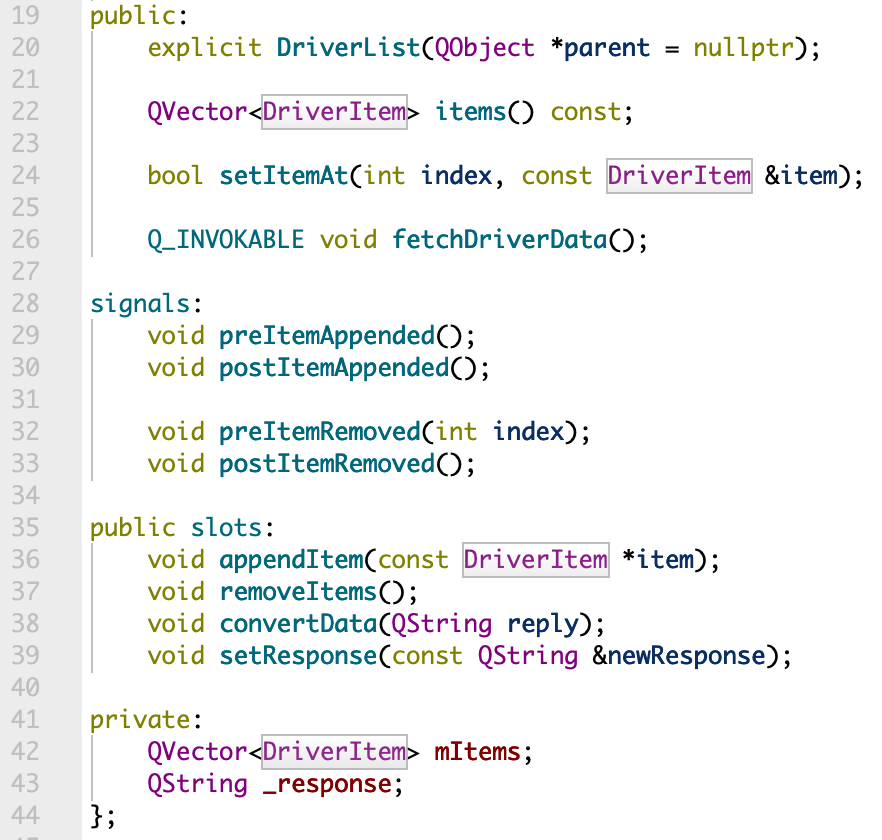 19 public:
20     explicit DriverList(QObject *parent = nullptr);
21
22     QVector<DriverItem> items() const;
23
24     bool setItemAt(int index, const DriverItem &item);
25
26     Q_INVOKABLE void fetchDriverData();
27
28 signals:
29     void preItemAppended();
30     void postItemAppended();
31
32     void preItemRemoved(int index);
33     void postItemRemoved();
34
35 public slots:
36     void appendItem(const DriverItem *item);
37     void removeItems();
38     void convertData(QString reply);
39     void setResponse(const QString &newResponse);
40
41 private:
42     QVector<DriverItem> mItems;
43     QString _response;
44 };